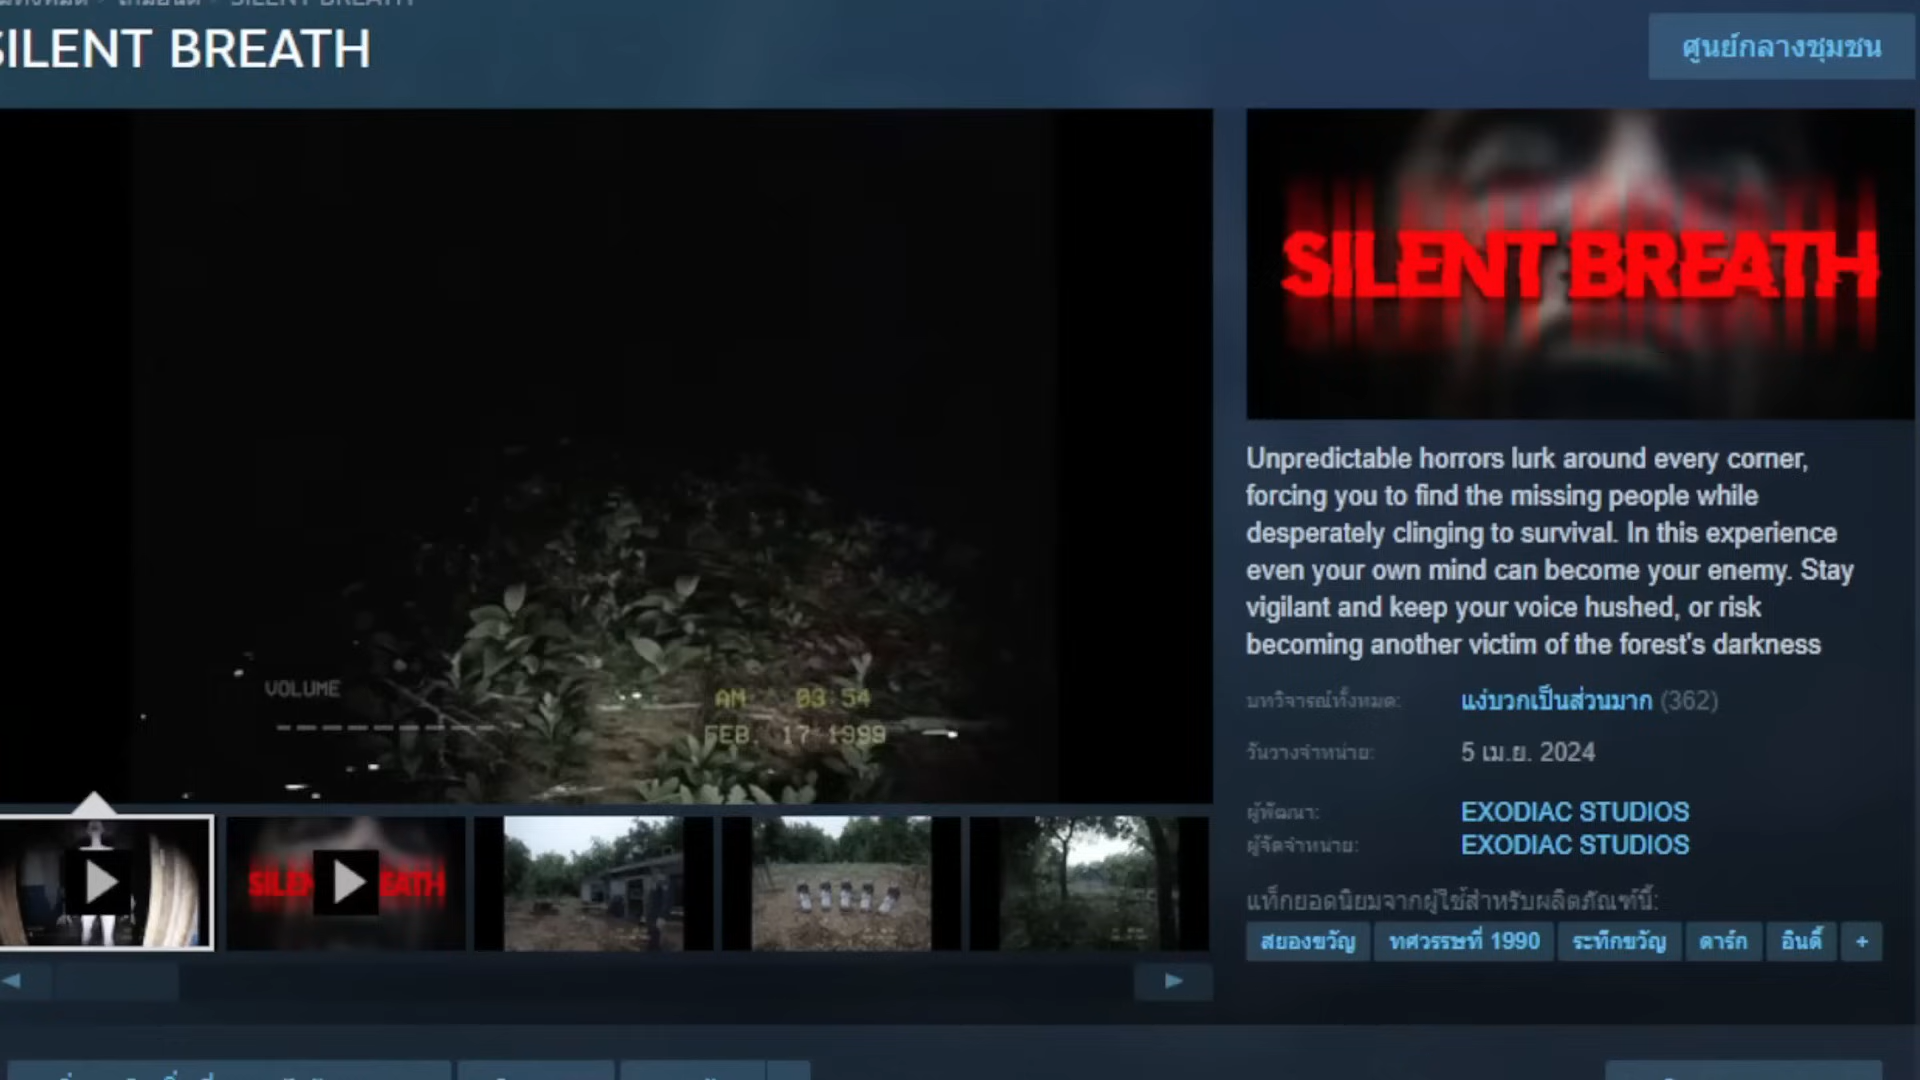 SILENT BREATH
SILENT BREATH
ศูนย์กลางชุมชน
VOLUME
AM 03:54
FEB. 17 1999
SILENT BREATH
Unpredictable horrors lurk around every corner,
forcing you to find the missing people while
desperately clinging to survival. In this experience
even your own mind can become your enemy. Stay
vigilant and keep your voice hushed, or risk
becoming another victim of the forest's darkness
บทวิจารณ์ทั้งหมด: แง่บวกเป็นส่วนมาก (362)
วันวางจำหน่าย: 5 เม.ย. 2024
ผู้พัฒนา: EXODIAC STUDIOS
ผู้จัดจำหน่าย: EXODIAC STUDIOS
แท็กยอดนิยมจากผู้ใช้สำหรับผลิตภัณฑ์นี้:
สยองขวัญ ทศวรรษที่ 1990 ระทึกขวัญ ดาร์ก อินดี้ +